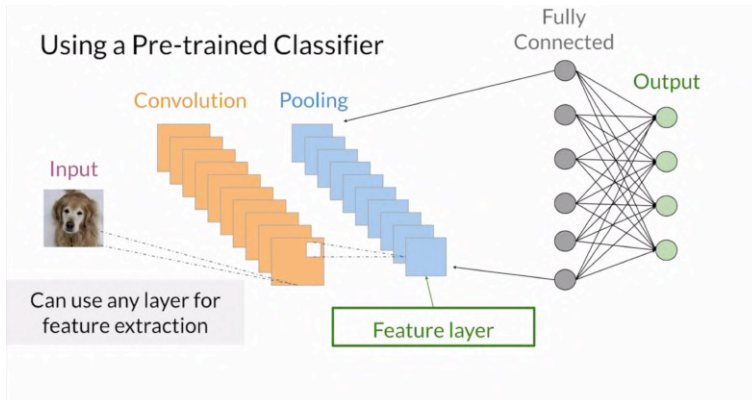 Using a Pre-trained Classifier
Fully
Connected
Output
Convolution
Pooling
Input
Can use any layer for
feature extraction
Feature layer